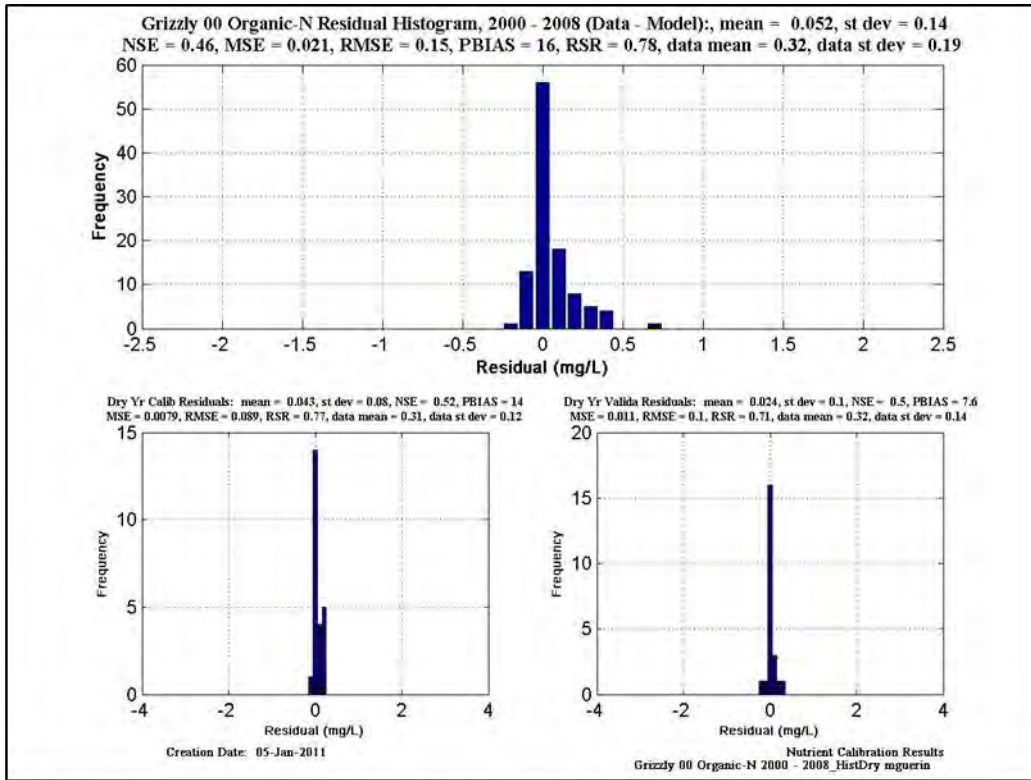 Grizzly 00 Organic-N Residual Histogram, 2000 - 2008 (Data - Model):, mean = 0.052, st dev = 0.14
NSE = 0.46, MSE = 0.021, RMSE = 0.15, PBIAS = 16, RSR = 0.78, data mean = 0.32, data st dev = 0.19
60
50
40
30
20
10
0
Frequency
-2.5 -2 -1.5 -1 -0.5 0 0.5 1 1.5 2 2.5
Residual (mg/L)
Dry Yr Calib Residuals: mean = 0.043, st dev = 0.08, NSE = 0.52, PBIAS = 14
MSE = 0.0079, RMSE = 0.089, RSR = 0.77, data mean = 0.31, data st dev = 0.12
15
10
5
0
Frequency
-4 -2 0 2 4
Residual (mg/L)
Dry Yr Valida Residuals: mean = 0.024, st dev = 0.1, NSE = 0.5, PBIAS = 7.6
MSE = 0.011, RMSE = 0.1, RSR = 0.71, data mean = 0.32, data st dev = 0.14
20
15
10
5
0
Frequency
-4 -2 0 2 4
Residual (mg/L)
Creation Date: 05-Jan-2011
Nutrient Calibration Results
Grizzly 00 Organic-N 2000 - 2008_HistDry mguerin